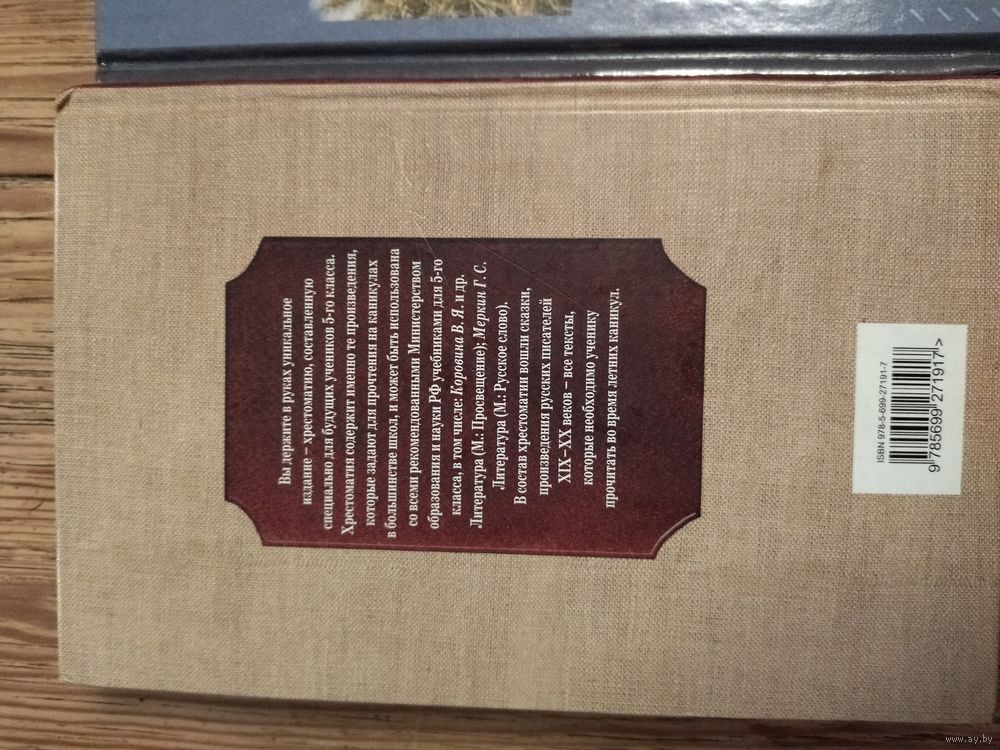 Вы держите в руках уникальное
издание – хрестоматию, составленную
специально для будущих учеников 5-го класса.
Хрестоматия содержит именно те произведения,
которые задают для прочтения на каникулах
в большинстве школ, и может быть использована
со всеми рекомендованными Министерством
образования и науки РФ учебниками для 5-го
класса, в том числе: Коровина В. Я. и др.
Литература (М.: Просвещение); Меркин Г. С.
Литература (М.: Русское слово).
В состав хрестоматии вошли сказки,
произведения русских писателей
XIX–XX веков – все тексты,
которые необходимо ученику
прочитать во время летних каникул.
ISBN 978-5-699-27191-7
9 785699 271917 >
www.ay.by